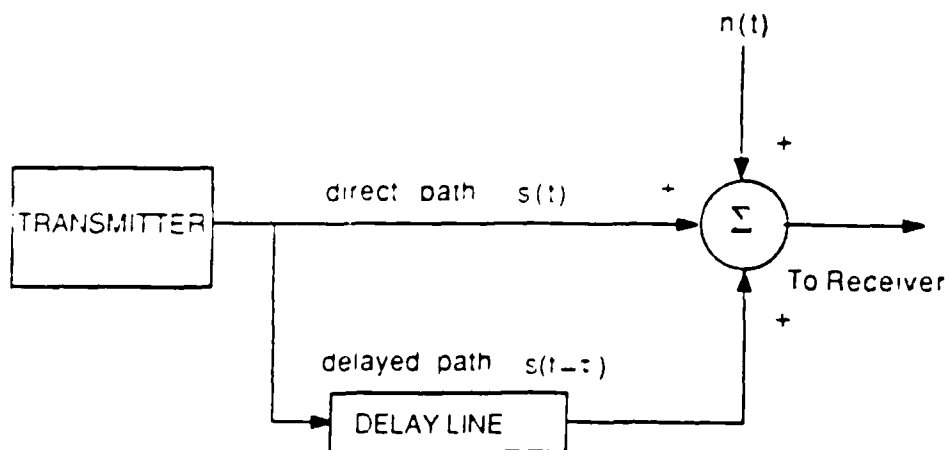 n(t)
+
direct path s(t) +
TRANSMITTER
Σ
To Receiver
+
delayed path s(t-τ)
DELAY LINE